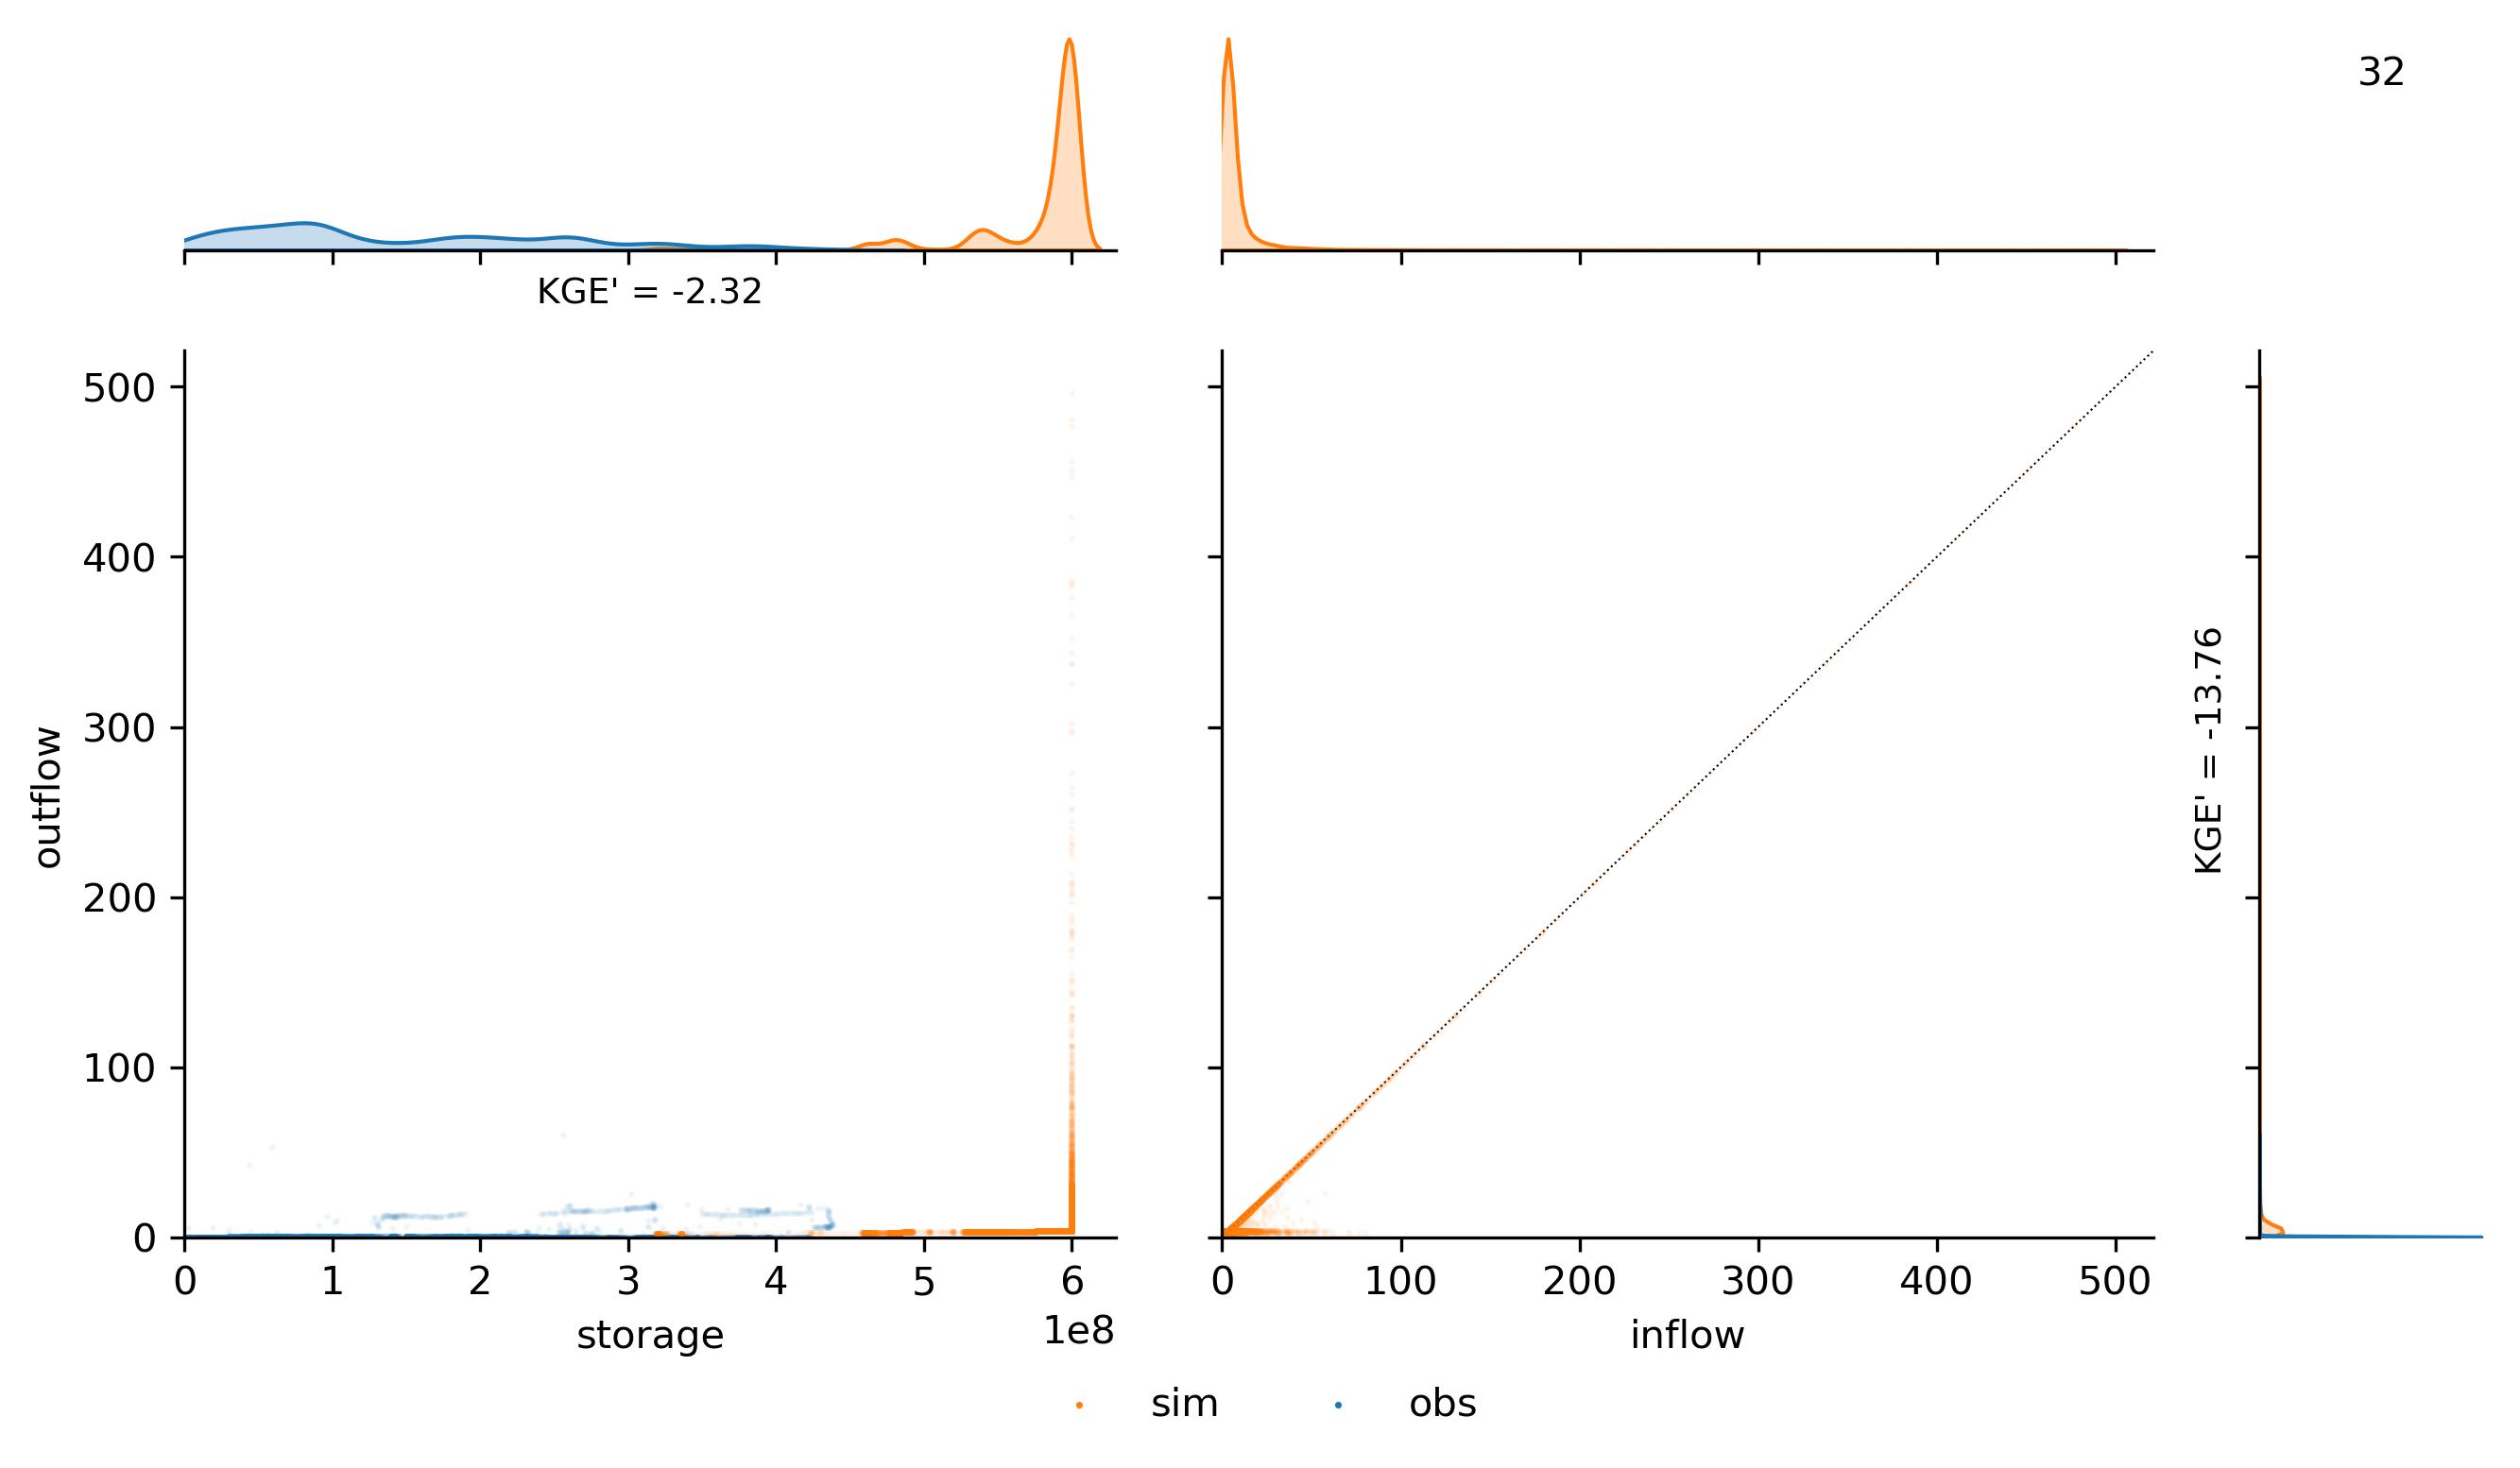 32
KGE' = -2.32
500
400
300
200
100
0
outflow
KGE' = -13.76
0 1 2 3 4 5 6
1e8
storage
0 100 200 300 400 500
inflow
sim obs